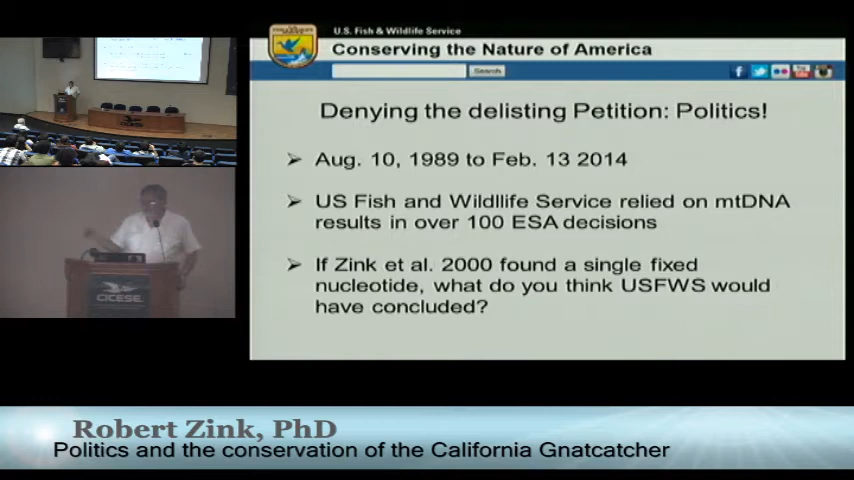 U.S. Fish & Wildlife Service
Conserving the Nature of America
Search
Denying the delisting Petition: Politics!
Aug. 10, 1989 to Feb. 13 2014
US Fish and Wildllife Service relied on mtDNA
results in over 100 ESA decisions
If Zink et al. 2000 found a single fixed
nucleotide, what do you think USFWS would
have concluded?
CICESE
Robert Zink, PhD
Politics and the conservation of the California Gnatcatcher